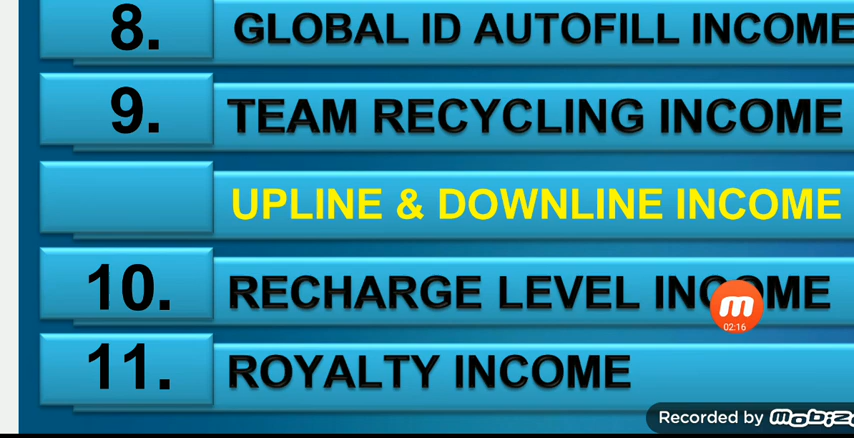 8. GLOBAL ID AUTOFILL INCOME
9. TEAM RECYCLING INCOME
UPLINE & DOWNLINE INCOME
10. RECHARGE LEVEL INCOME
02:16
11. ROYALTY INCOME
Recorded by